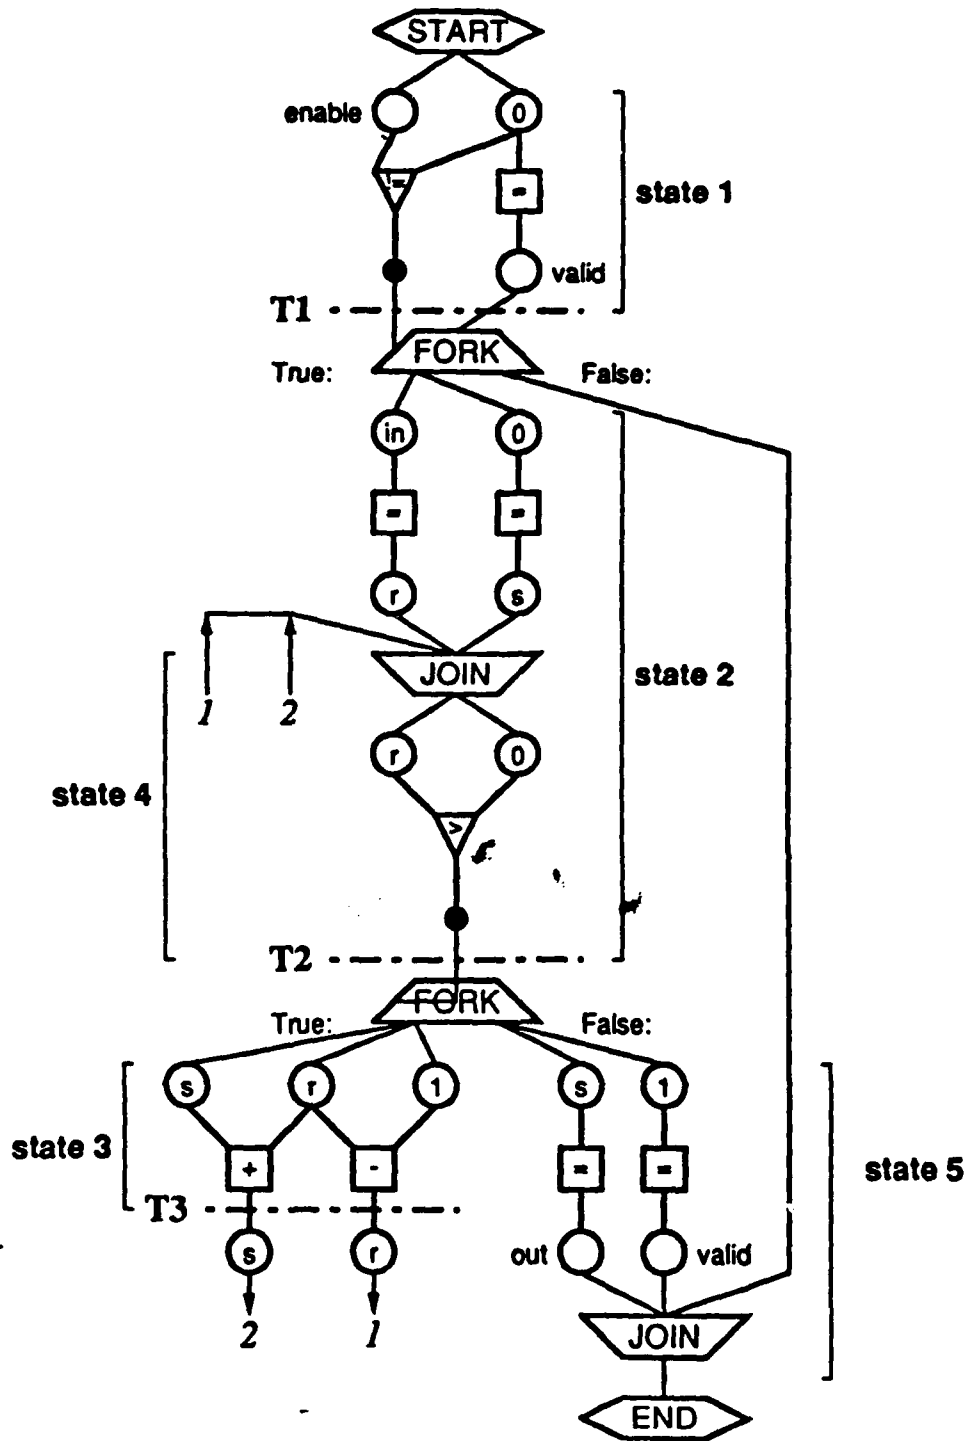 START
enable 0
!= = state 1
valid
T1
FORK
True: False:
in 0
= =
r s
JOIN state 2
1 2
r 0
state 4
>
T2
FORK
True: False:
s r 1 s 1
state 3 + - = = state 5
T3
s r out valid
2 1 JOIN
END